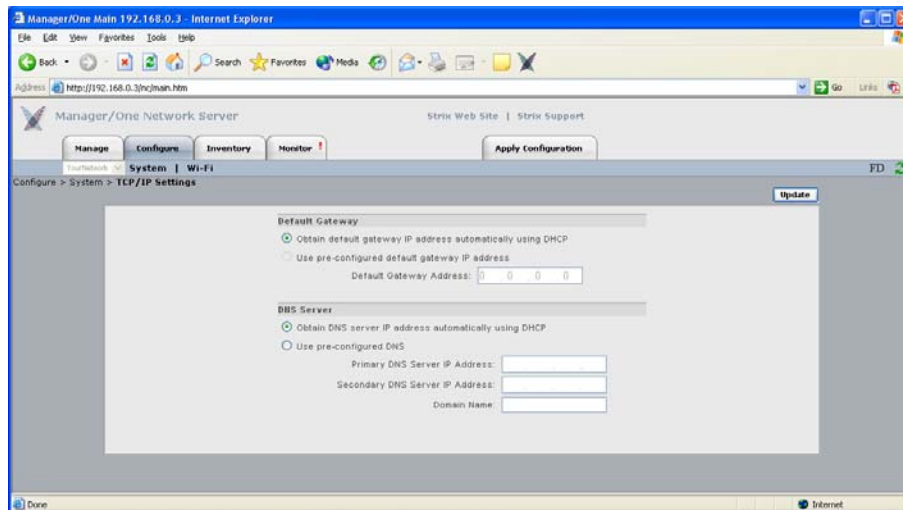 Manager/One Main 192.168.0.3 - Internet Explorer
File Edit View Favorites Tools Help
Back Search Favorites Media
Address http://192.168.0.3/nc/main.htm Go Links
Manager/One Network Server Strix Web Site | Strix Support
Manage Configure Inventory Monitor ! Apply Configuration
YourNetwork System | Wi-Fi FD
Configure > System > TCP/IP Settings
Update
Default Gateway
Obtain default gateway IP address automatically using DHCP
Use pre-configured default gateway IP address
Default Gateway Address: 0 0 0 0
DNS Server
Obtain DNS server IP address automatically using DHCP
Use pre-configured DNS
Primary DNS Server IP Address:
Secondary DNS Server IP Address:
Domain Name:
Done Internet